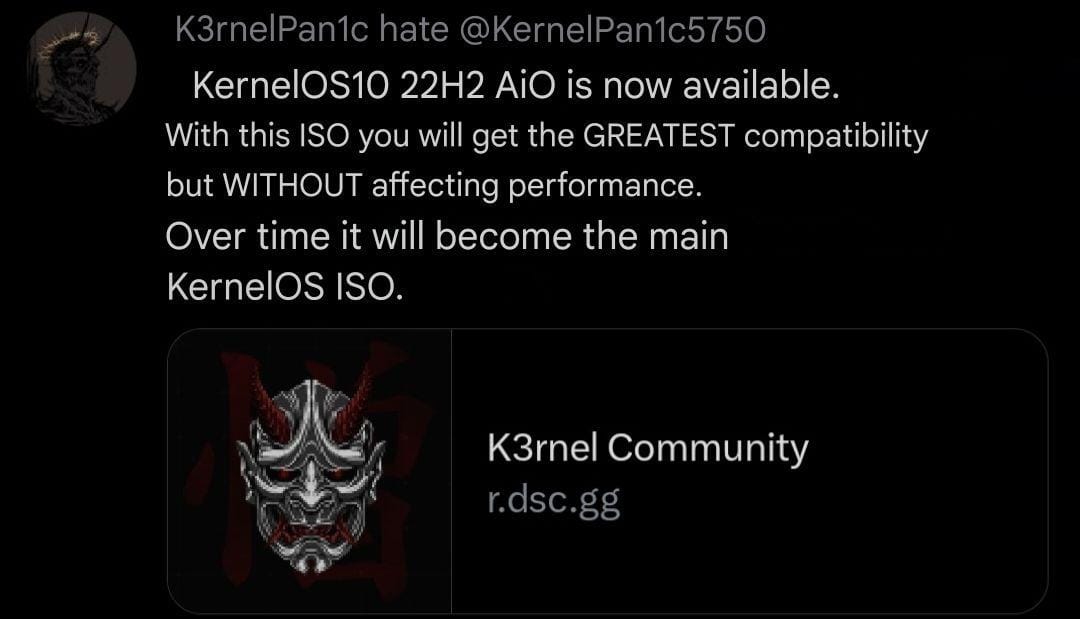 K3rnelPan1c hate @KernelPan1c5750
KernelOS10 22H2 AiO is now available.
With this ISO you will get the GREATEST compatibility
but WITHOUT affecting performance.
Over time it will become the main
KernelOS ISO.
K3rnel Community
r.dsc.gg